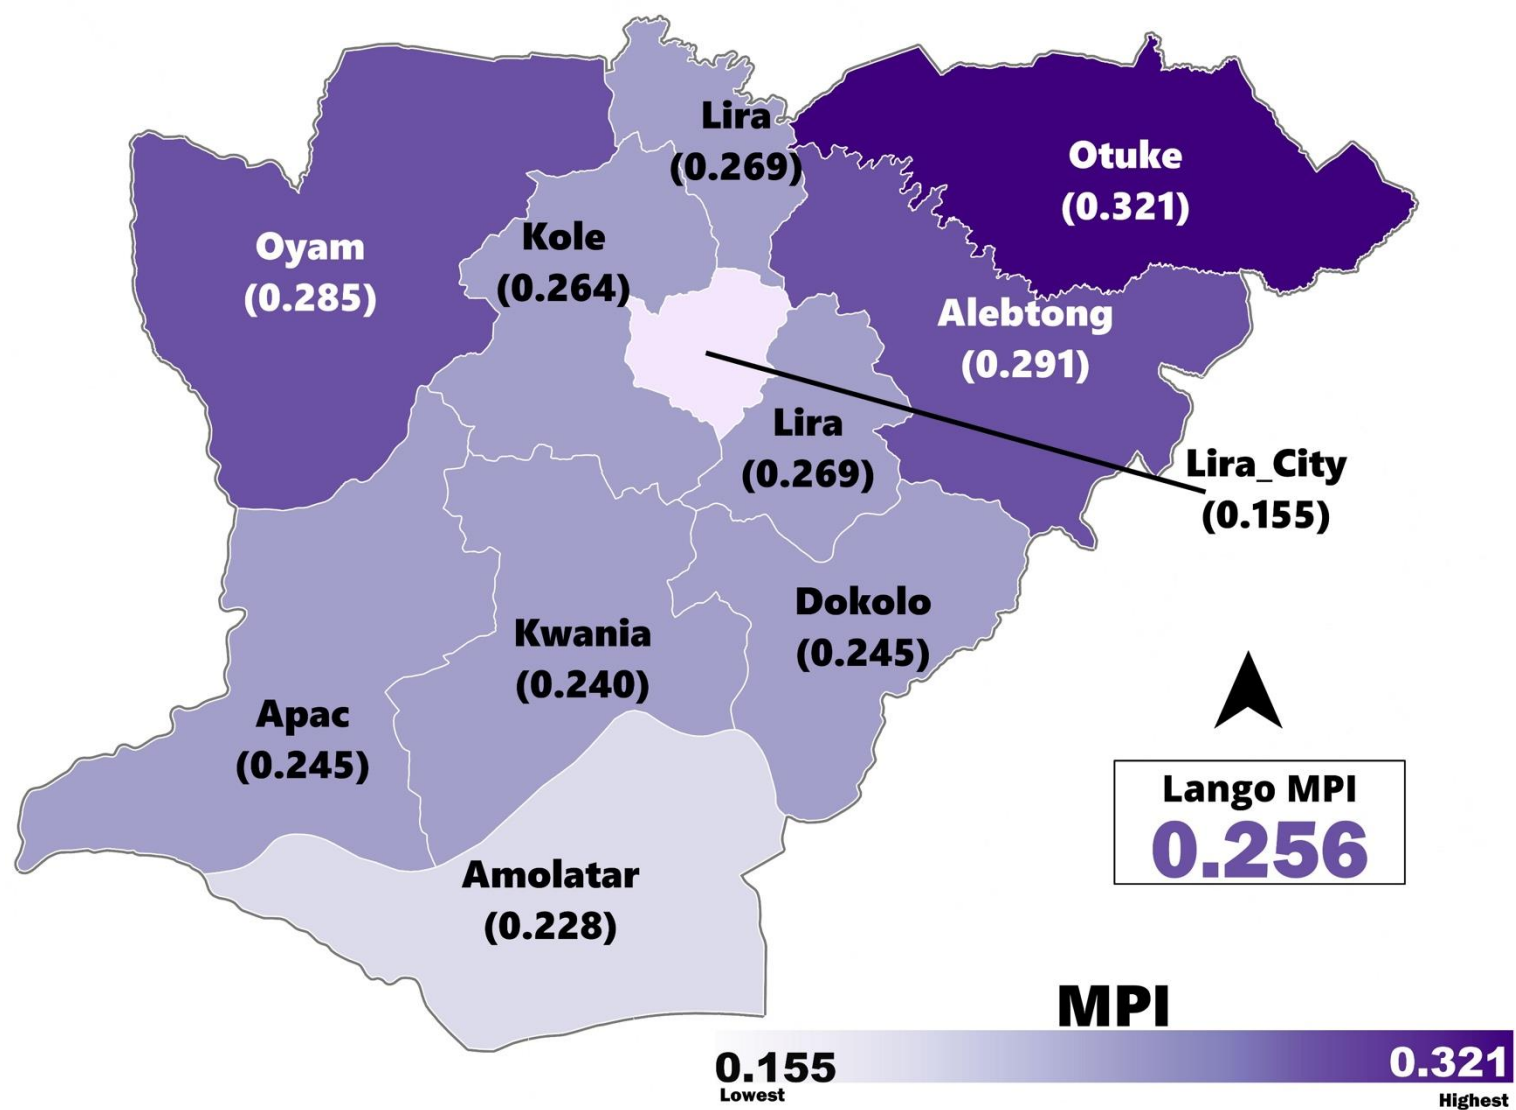 Lira
(0.269)
Otuke
(0.321)
Oyam
(0.285)
Kole
(0.264)
Alebtong
(0.291)
Lira
(0.269)
Lira_City
(0.155)
Dokolo
(0.245)
Kwania
(0.240)
Apac
(0.245)
Lango MPI
0.256
Amolatar
(0.228)
MPI
0.155
Lowest
0.321
Highest